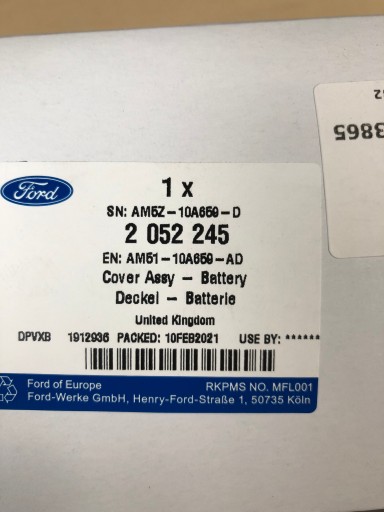 Ford
1 x
SN: AM5Z-10A659-D
2 052 245
EN: AM51-10A659-AD
Cover Assy - Battery
Deckel - Batterie
United Kingdom
DPVXB 1912936 PACKED: 10FEB2021 USE BY: ******
Ford of Europe RKPMS NO. MFL001
Ford-Werke GmbH, Henry-Ford-Straße 1, 50735 Köln
3865